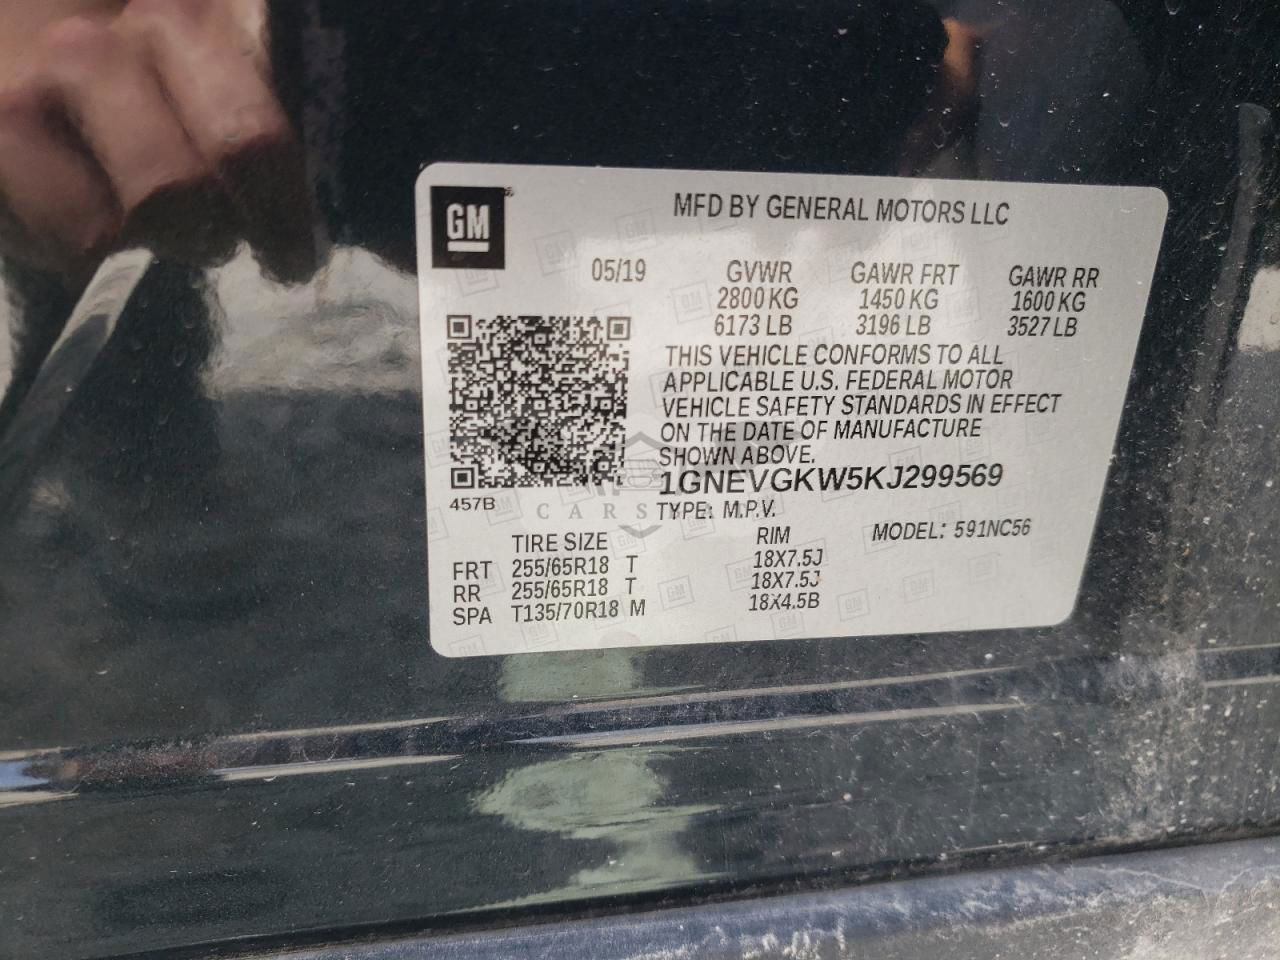 GM
MFD BY GENERAL MOTORS LLC
05/19 GVWR GAWR FRT GAWR RR
2800 KG 1450 KG 1600 KG
6173 LB 3196 LB 3527 LB
THIS VEHICLE CONFORMS TO ALL
APPLICABLE U.S. FEDERAL MOTOR
VEHICLE SAFETY STANDARDS IN EFFECT
ON THE DATE OF MANUFACTURE
SHOWN ABOVE.
1GNEVGKW5KJ299569
457B
CARS
TYPE: M.P.V.
TIRE SIZE RIM MODEL: 591NC56
FRT 255/65R18 T 18X7.5J
RR 255/65R18 T 18X7.5J
SPA T135/70R18 M 18X4.5B